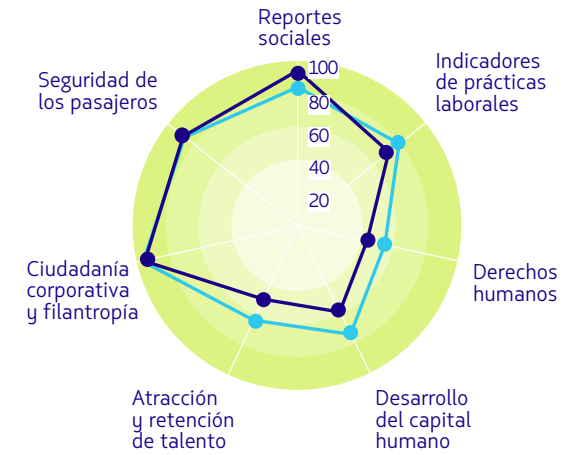 Reportes
sociales
Indicadores
de prácticas
laborales
Seguridad de
los pasajeros
100
80
60
40
20
Ciudadanía
corporativa
y filantropía
Derechos
humanos
Atracción
y retención
de talento
Desarrollo
del capital
humano